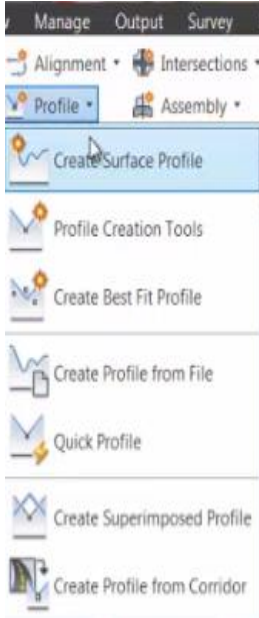 Manage Output Survey
Alignment Intersections
Profile Assembly
Create Surface Profile
Profile Creation Tools
Create Best Fit Profile
Create Profile from File
Quick Profile
Create Superimposed Profile
Create Profile from Corridor